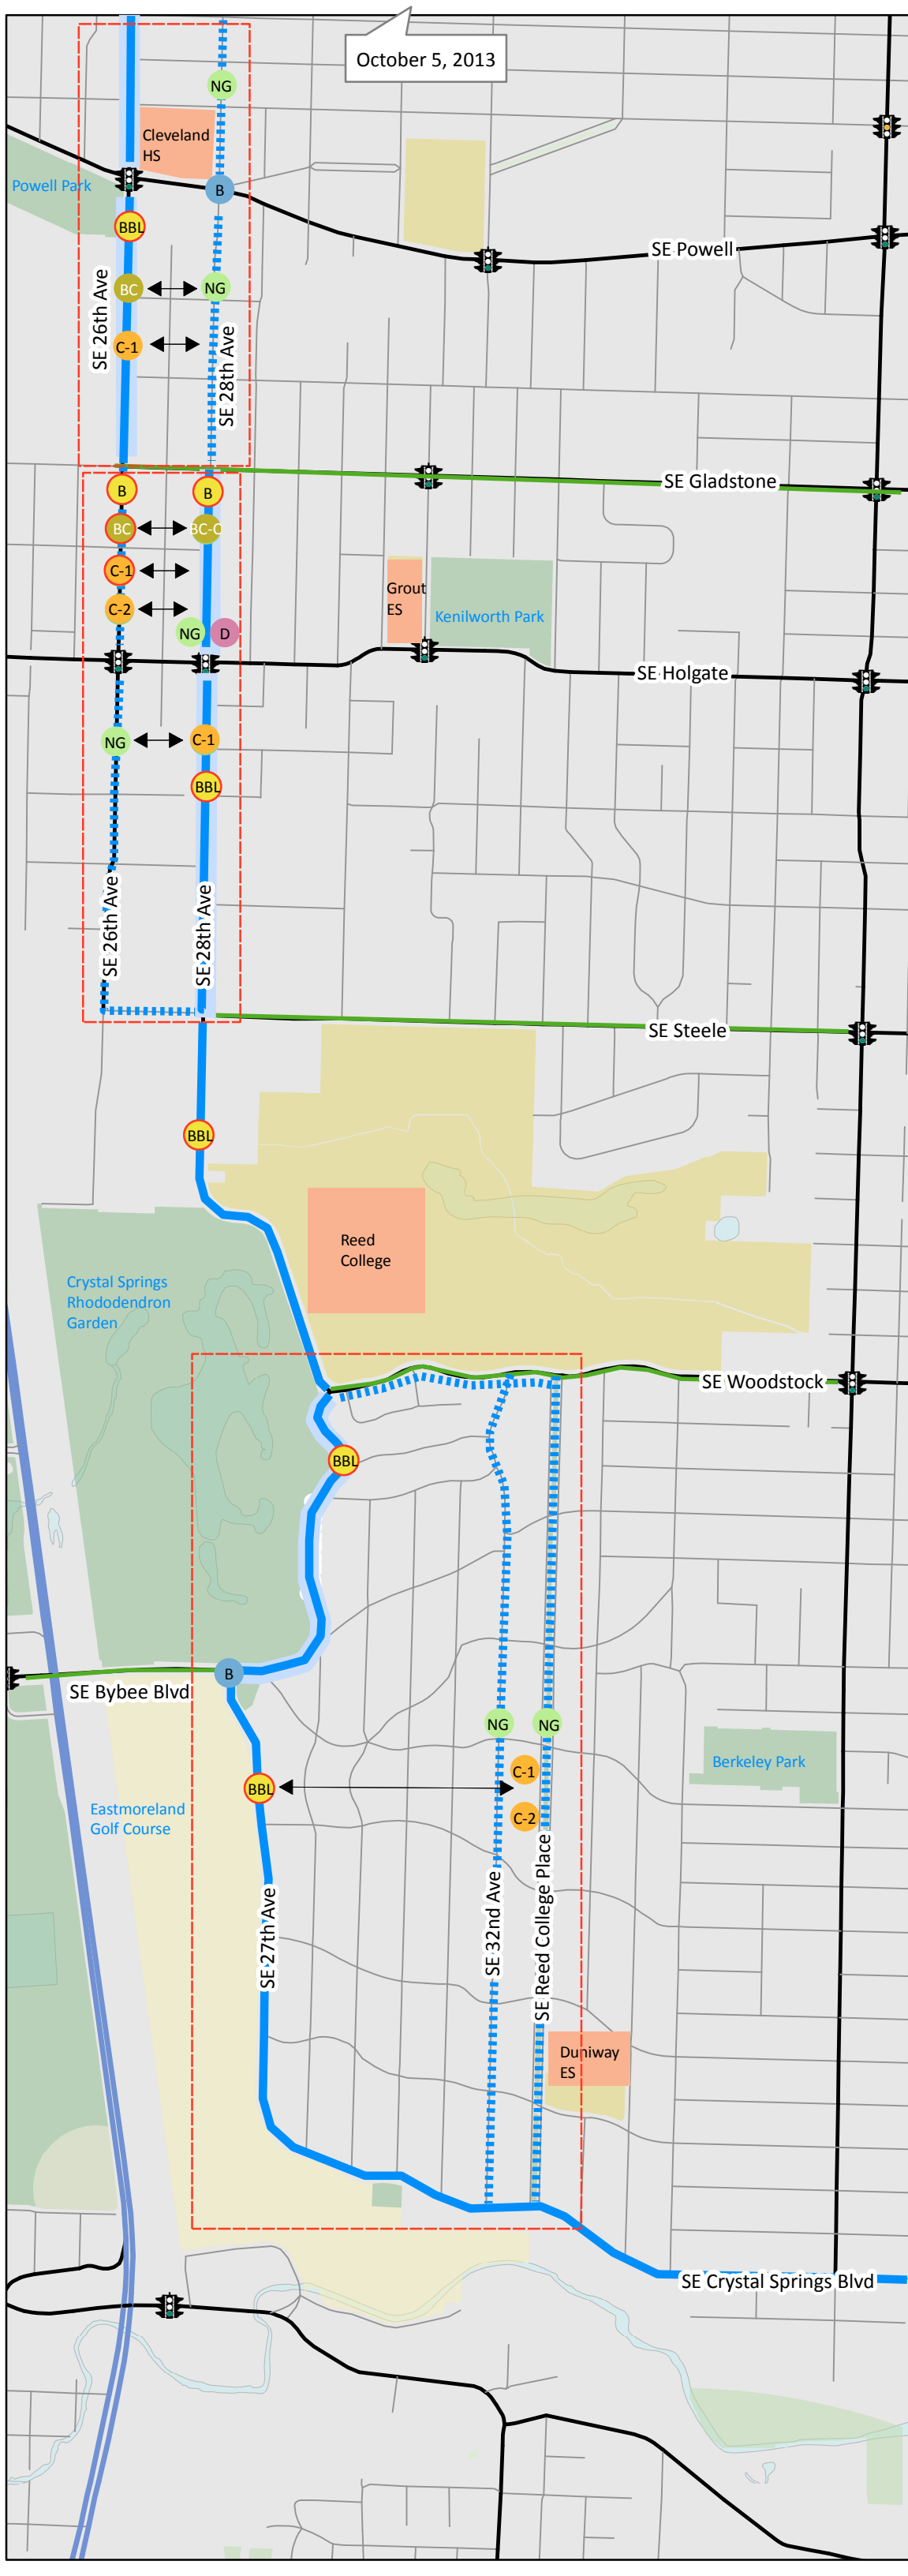 October 5, 2013
NG
Cleveland
HS
Powell Park
B
BBL
SE Powell
SE 26th Ave
BC
NG
C-1
SE 28th Ave
SE Gladstone
B
B
BC
BC-C
C-1
Grout
ES
Kenilworth Park
C-2
NG
D
SE Holgate
NG
C-1
BBL
SE 26th Ave
SE 28th Ave
SE Steele
BBL
Reed
College
Crystal Springs
Rhododendron
Garden
SE Woodstock
BBL
B
SE Bybee Blvd
NG
NG
Berkeley Park
C-1
BBL
C-2
Eastmoreland
Golf Course
SE 27th Ave
SE 32nd Ave
SE Reed College Place
Duniway
ES
SE Crystal Springs Blvd